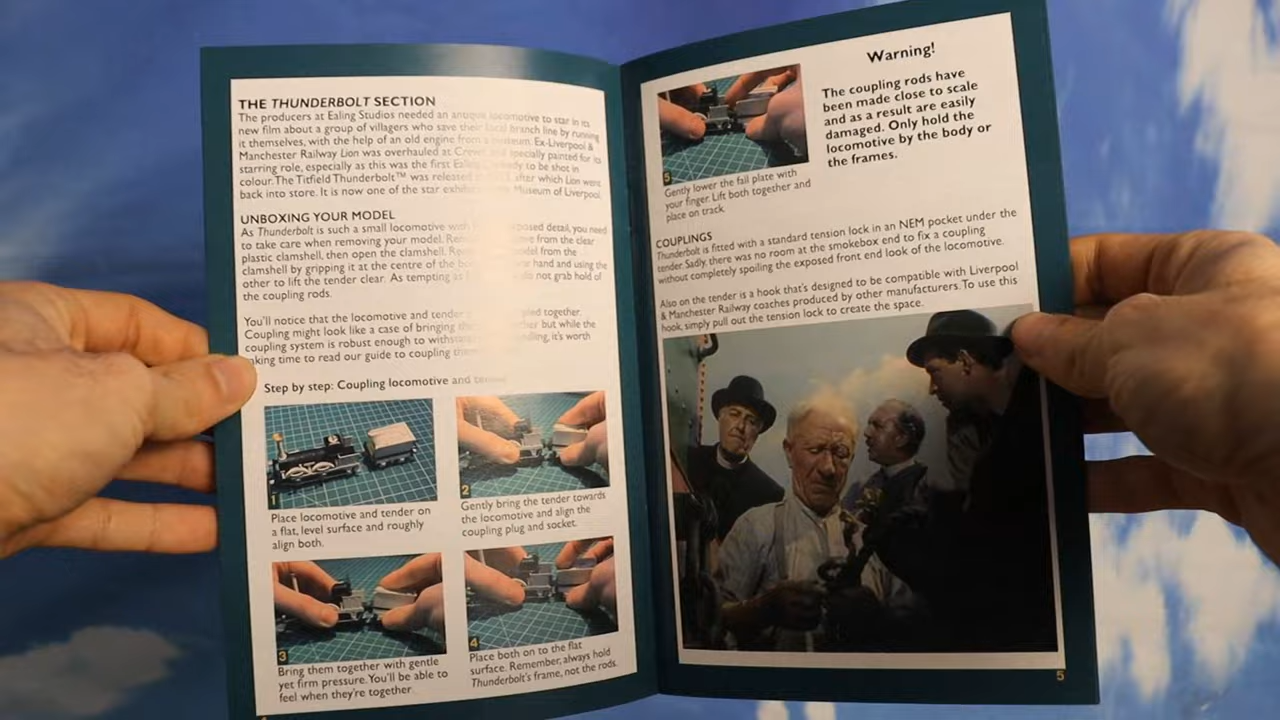 THE THUNDERBOLT SECTION
The producers at Ealing Studios needed an antique locomotive to star in its
new film about a group of villagers who save their local branch line by running
it themselves, with the help of an old engine from a museum. Ex-Liverpool &
Manchester Railway Lion was overhauled at Crewe and specially painted for its
starring role, especially as this was the first Ealing to be shot in
colour. The Titfield Thunderbolt™ was released after which Lion went
back into store. It is now one of the star Museum of Liverpool.
UNBOXING YOUR MODEL
As Thunderbolt is such a small locomotive with exposed detail, you need
to take care when removing your model. from the clear
plastic clamshell, then open the clamshell. model from the
clamshell by gripping it at the centre of the hand and using the
other to lift the tender clear. As tempting as do not grab hold of
the coupling rods.
You'll notice that the locomotive and tender together.
Coupling might look like a case of bringing but while the
coupling system is robust enough to handling, it's worth
taking time to read our guide to coupling
Step by step: Coupling locomotive and tender
1
2
Place locomotive and tender on
a flat, level surface and roughly
align both.
Gently bring the tender towards
the locomotive and align the
coupling plug and socket.
3
4
Bring them together with gentle
yet firm pressure. You'll be able to
feel when they're together.
Place both on to the flat
surface. Remember, always hold
Thunderbolt's frame, not the rods.
5
Gently lower the fall plate with
your finger. Lift both together and
place on track.
Warning!
The coupling rods have
been made close to scale
and as a result are easily
damaged. Only hold the
locomotive by the body or
the frames.
COUPLINGS
Thunderbolt is fitted with a standard tension lock in an NEM pocket under the
tender. Sadly, there was no room at the smokebox end to fix a coupling
without completely spoiling the exposed front end look of the locomotive.
Also on the tender is a hook that's designed to be compatible with Liverpool
& Manchester Railway coaches produced by other manufacturers. To use this
hook, simply pull out the tension lock to create the space.
5